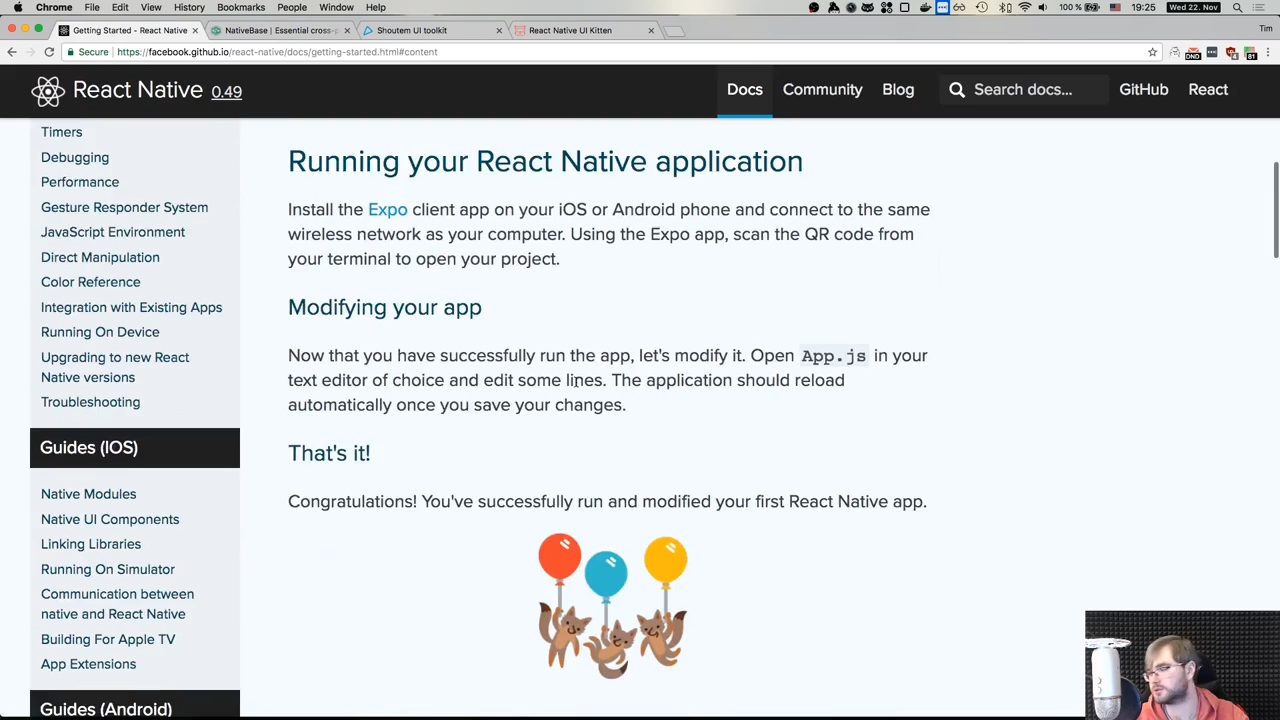 Chrome File Edit View History Bookmarks People Window Help
100 % Wed 22. Nov 19:25
Getting Started - React Native
NativeBase | Essential cross-p
Shoutem UI toolkit
React Native UI Kitten
Tim
Secure https://facebook.github.io/react-native/docs/getting-started.html#content
React Native 0.49
Docs Community Blog Search docs... GitHub React
Timers
Debugging
Performance
Gesture Responder System
JavaScript Environment
Direct Manipulation
Color Reference
Integration with Existing Apps
Running On Device
Upgrading to new React
Native versions
Troubleshooting
Guides (IOS)
Native Modules
Native UI Components
Linking Libraries
Running On Simulator
Communication between
native and React Native
Building For Apple TV
App Extensions
Guides (Android)
Running your React Native application
Install the Expo client app on your iOS or Android phone and connect to the same
wireless network as your computer. Using the Expo app, scan the QR code from
your terminal to open your project.
Modifying your app
Now that you have successfully run the app, let's modify it. Open App.js in your
text editor of choice and edit some lines. The application should reload
automatically once you save your changes.
That's it!
Congratulations! You've successfully run and modified your first React Native app.